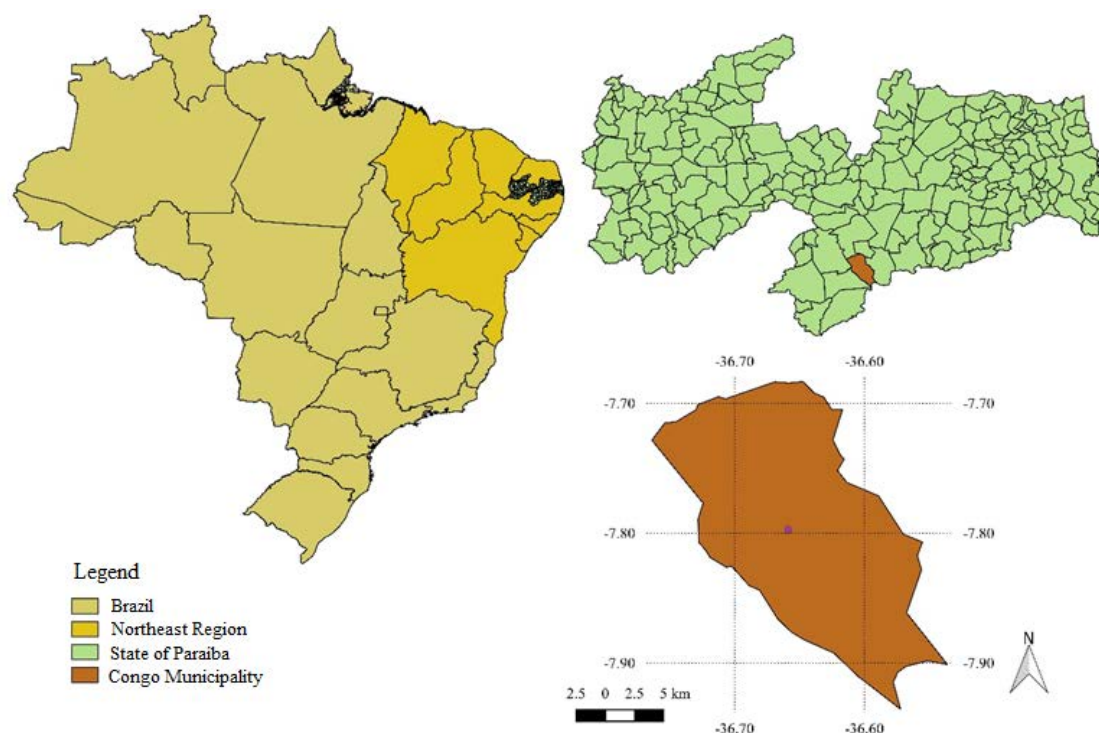 Legend
Brazil
Northeast Region
State of Paraiba
Congo Municipality
-36.70 -36.60
-7.70 -7.70
-7.80 -7.80
-7.90 -7.90
N
2.5 0 2.5 5 km
-36.70 -36.60